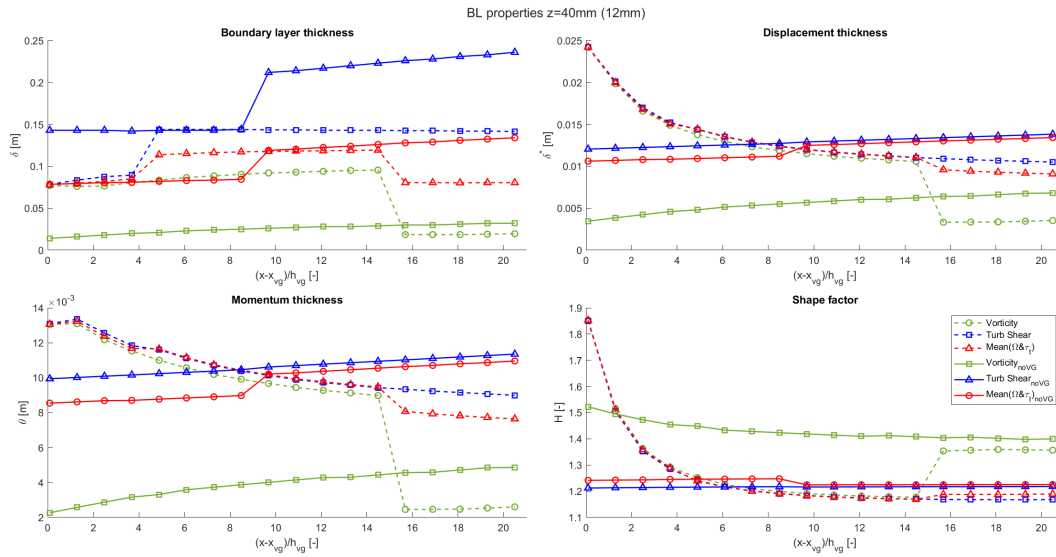 BL properties z=40mm (12mm)
Boundary layer thickness
0.25
0.2
0.15
0.1
0.05
0
δ [m]
0 2 4 6 8 10 12 14 16 18 20
(x-x_vg)/h_vg [-]
Displacement thickness
0.025
0.02
0.015
0.01
0.005
0
δ* [m]
0 2 4 6 8 10 12 14 16 18 20
(x-x_vg)/h_vg [-]
Momentum thickness
×10⁻³
14
12
10
8
6
4
2
θ [m]
0 2 4 6 8 10 12 14 16 18 20
(x-x_vg)/h_vg [-]
Shape factor
1.9
1.8
1.7
1.6
1.5
1.4
1.3
1.2
1.1
H [-]
0 2 4 6 8 10 12 14 16 18 20
(x-x_vg)/h_vg [-]
Vorticity
Turb Shear
Mean(Ω&τ_t)
Vorticity_noVG
Turb Shear_noVG
Mean(Ω&τ_t)_noVG